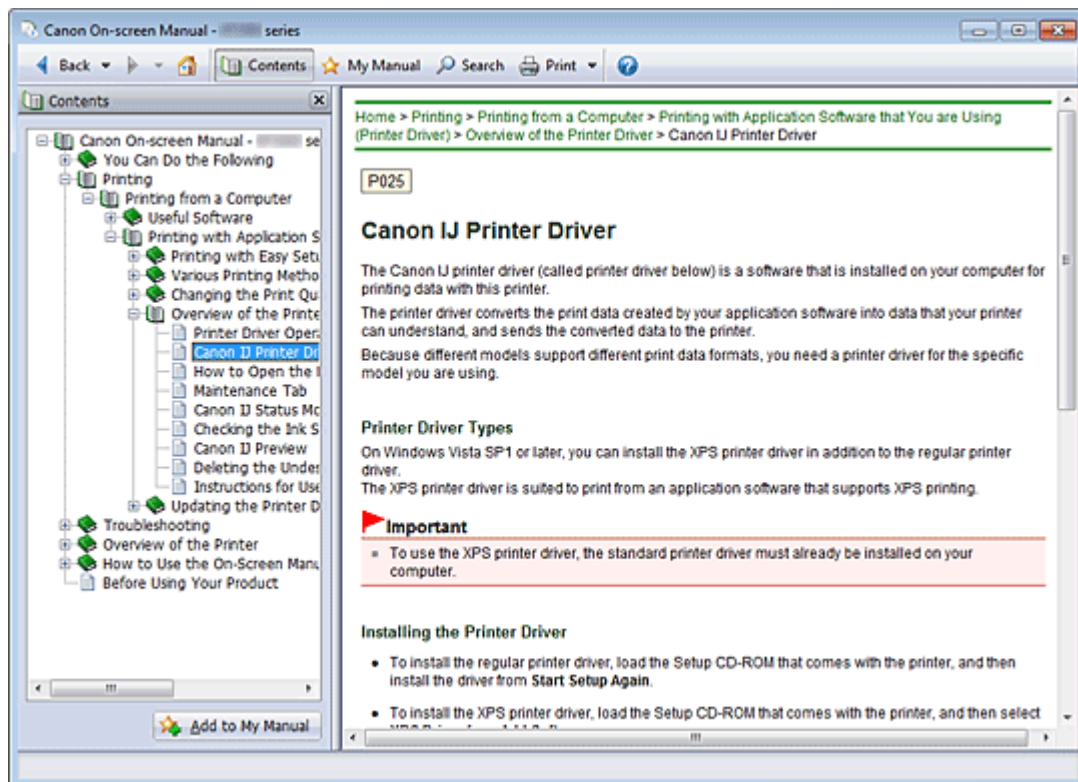 Canon On-screen Manual - series
Back Contents My Manual Search Print
Contents
Canon On-screen Manual - se
You Can Do the Following
Printing
Printing from a Computer
Useful Software
Printing with Application S
Printing with Easy Setu
Various Printing Metho
Changing the Print Qu
Overview of the Printe
Printer Driver Opera
Canon IJ Printer Dr
How to Open the
Maintenance Tab
Canon IJ Status Mo
Checking the Ink S
Canon IJ Preview
Deleting the Undes
Instructions for Use
Updating the Printer D
Troubleshooting
Overview of the Printer
How to Use the On-Screen Manu
Before Using Your Product
Add to My Manual
Home > Printing > Printing from a Computer > Printing with Application Software that You are Using
(Printer Driver) > Overview of the Printer Driver > Canon IJ Printer Driver
P025
Canon IJ Printer Driver
The Canon IJ printer driver (called printer driver below) is a software that is installed on your computer for
printing data with this printer.
The printer driver converts the print data created by your application software into data that your printer
can understand, and sends the converted data to the printer.
Because different models support different print data formats, you need a printer driver for the specific
model you are using.
Printer Driver Types
On Windows Vista SP1 or later, you can install the XPS printer driver in addition to the regular printer
driver.
The XPS printer driver is suited to print from an application software that supports XPS printing.
Important
To use the XPS printer driver, the standard printer driver must already be installed on your
computer.
Installing the Printer Driver
• To install the regular printer driver, load the Setup CD-ROM that comes with the printer, and then
install the driver from Start Setup Again.
• To install the XPS printer driver, load the Setup CD-ROM that comes with the printer, and then select